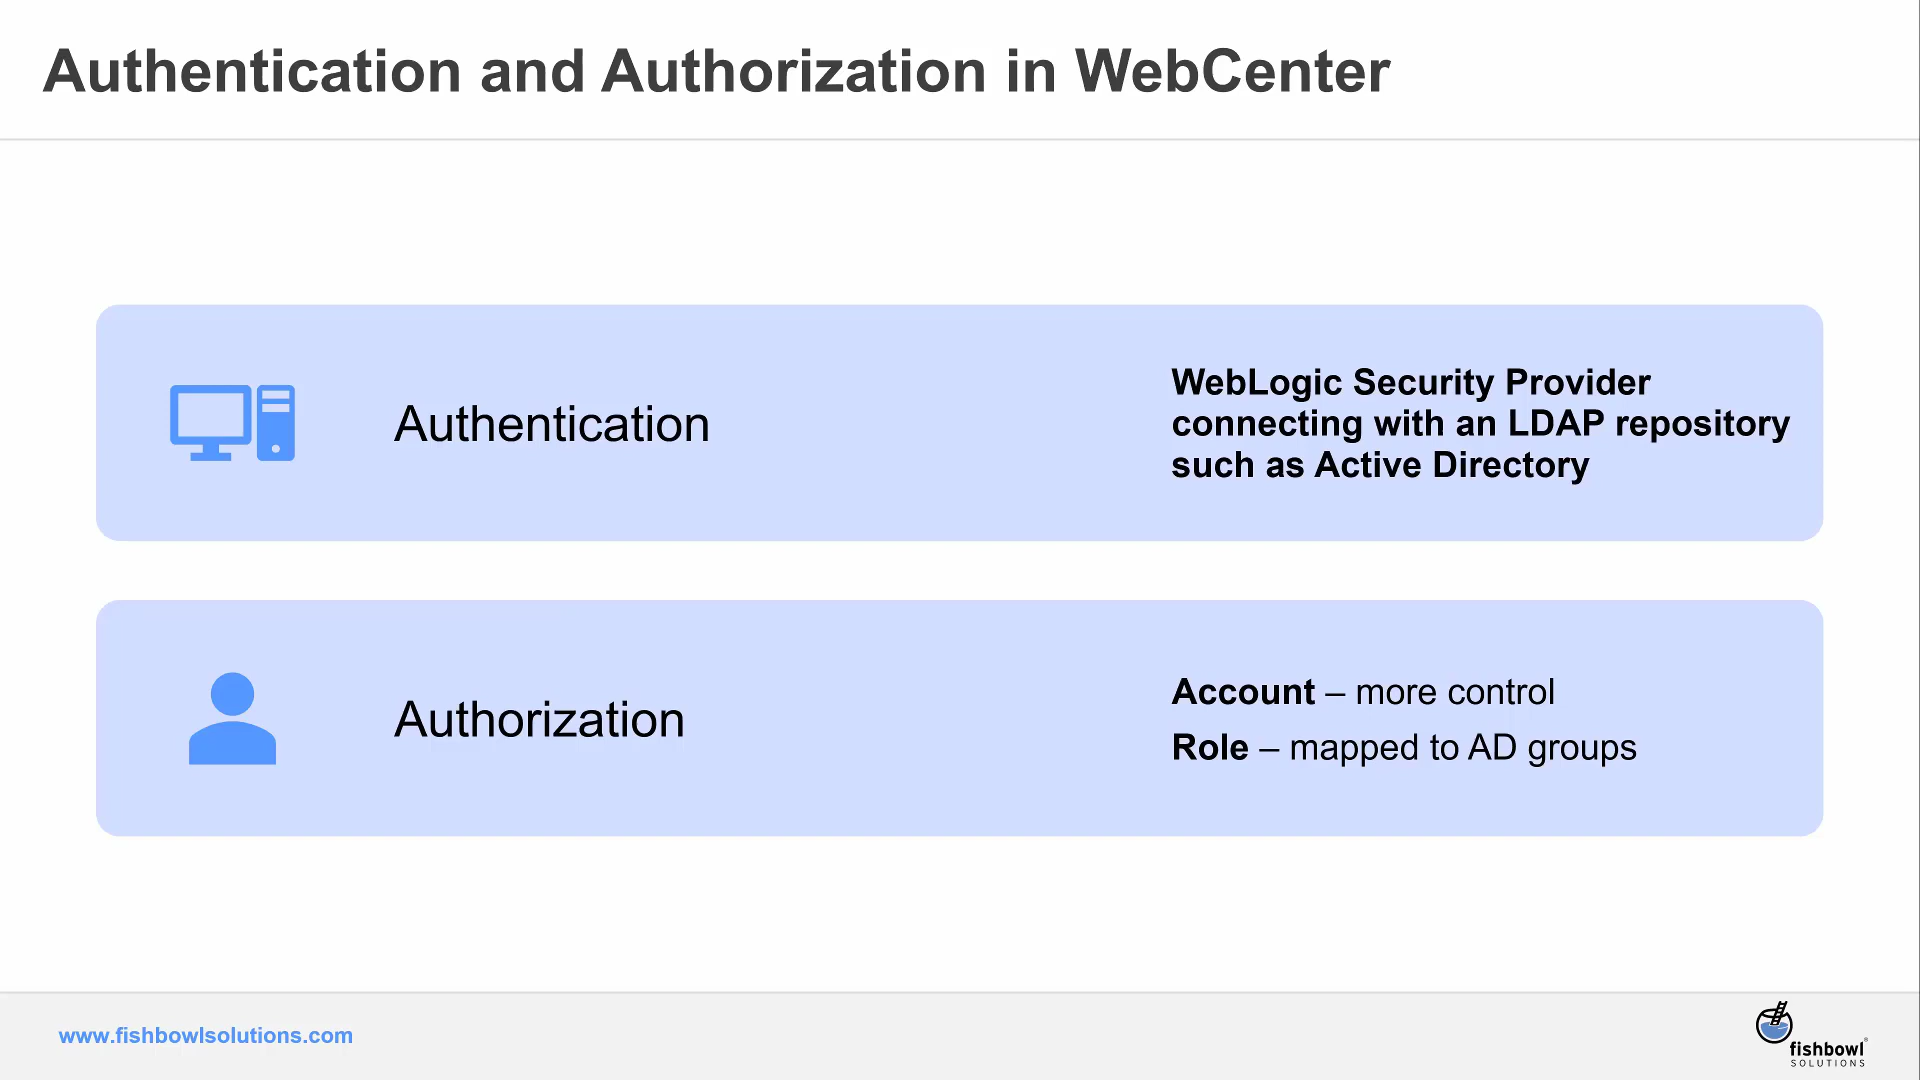 Authentication and Authorization in WebCenter
Authentication
WebLogic Security Provider
connecting with an LDAP repository
such as Active Directory
Authorization
Account – more control
Role – mapped to AD groups
www.fishbowlsolutions.com
fishbowl®
SOLUTIONS